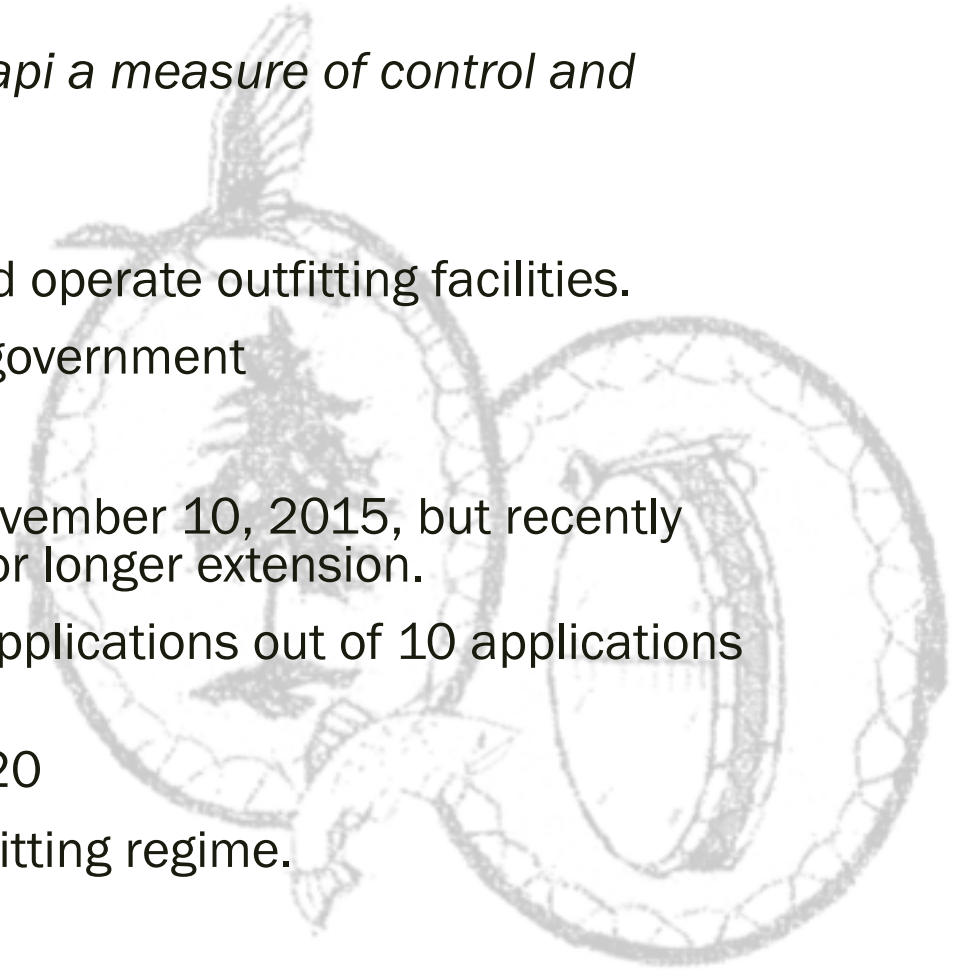 api a measure of control and
d operate outfitting facilities.
government
vember 10, 2015, but recently
or longer extension.
pplications out of 10 applications
20
itting regime.